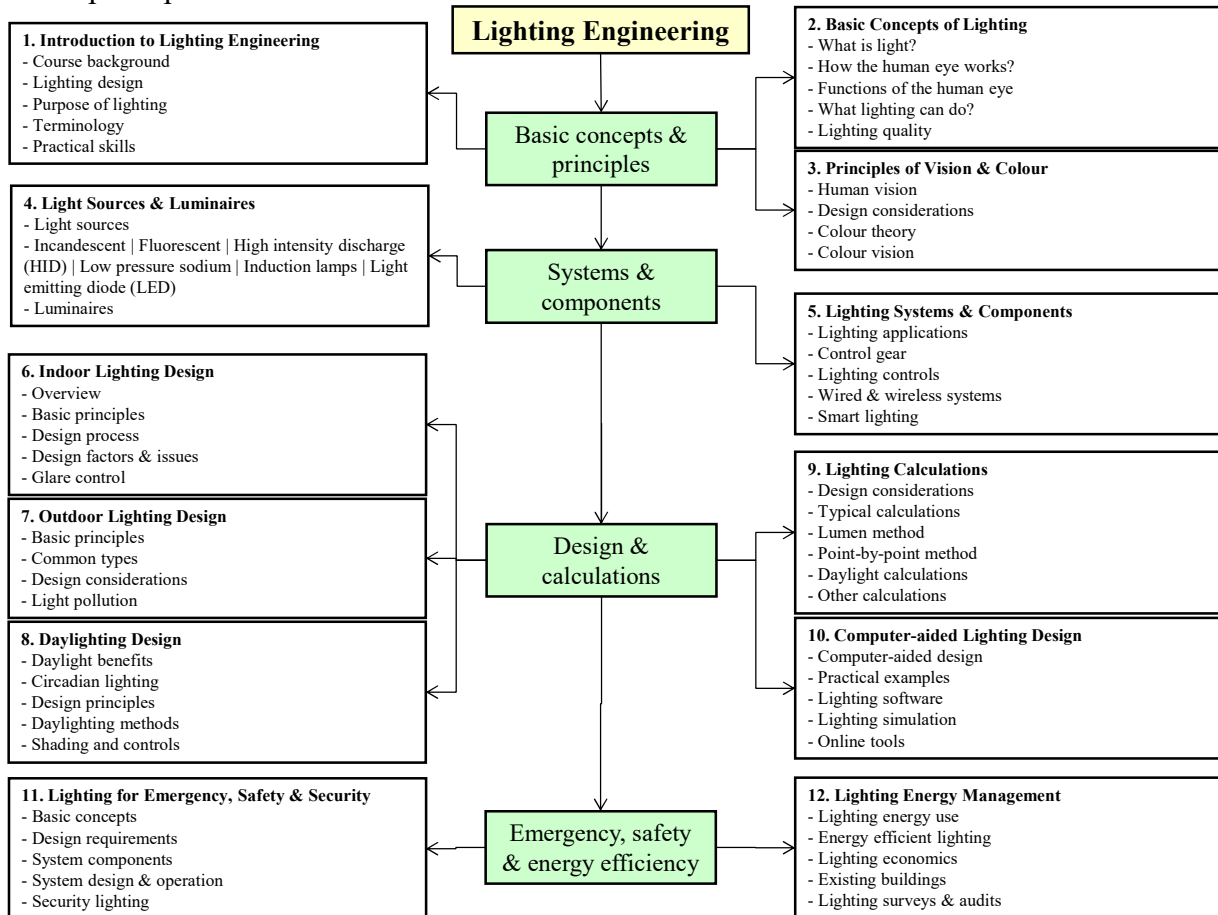 Lighting Engineering
1. Introduction to Lighting Engineering
- Course background
- Lighting design
- Purpose of lighting
- Terminology
- Practical skills
Basic concepts &
principles
2. Basic Concepts of Lighting
- What is light?
- How the human eye works?
- Functions of the human eye
- What lighting can do?
- Lighting quality
3. Principles of Vision & Colour
- Human vision
- Design considerations
- Colour theory
- Colour vision
4. Light Sources & Luminaires
- Light sources
- Incandescent | Fluorescent | High intensity discharge
(HID) | Low pressure sodium | Induction lamps | Light
emitting diode (LED)
- Luminaires
Systems &
components
5. Lighting Systems & Components
- Lighting applications
- Control gear
- Lighting controls
- Wired & wireless systems
- Smart lighting
6. Indoor Lighting Design
- Overview
- Basic principles
- Design process
- Design factors & issues
- Glare control
7. Outdoor Lighting Design
- Basic principles
- Common types
- Design considerations
- Light pollution
8. Daylighting Design
- Daylight benefits
- Circadian lighting
- Design principles
- Daylighting methods
- Shading and controls
Design &
calculations
9. Lighting Calculations
- Design considerations
- Typical calculations
- Lumen method
- Point-by-point method
- Daylight calculations
- Other calculations
10. Computer-aided Lighting Design
- Computer-aided design
- Practical examples
- Lighting software
- Lighting simulation
- Online tools
11. Lighting for Emergency, Safety & Security
- Basic concepts
- Design requirements
- System components
- System design & operation
- Security lighting
Emergency, safety
& energy efficiency
12. Lighting Energy Management
- Lighting energy use
- Energy efficient lighting
- Lighting economics
- Existing buildings
- Lighting surveys & audits